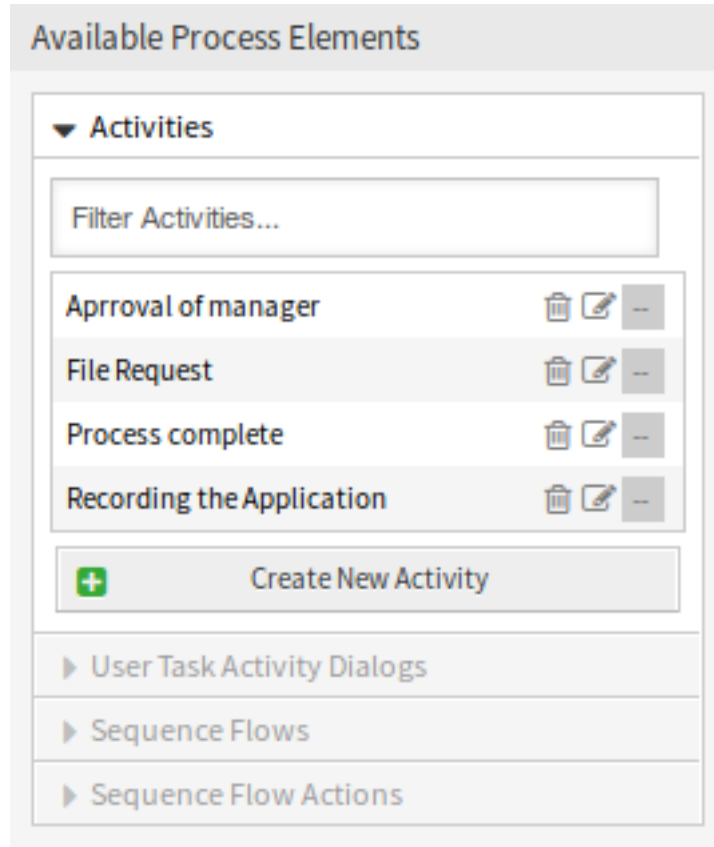 Available Process Elements
Activities
Filter Activities...
Aprroval of manager
File Request
Process complete
Recording the Application
Create New Activity
User Task Activity Dialogs
Sequence Flows
Sequence Flow Actions